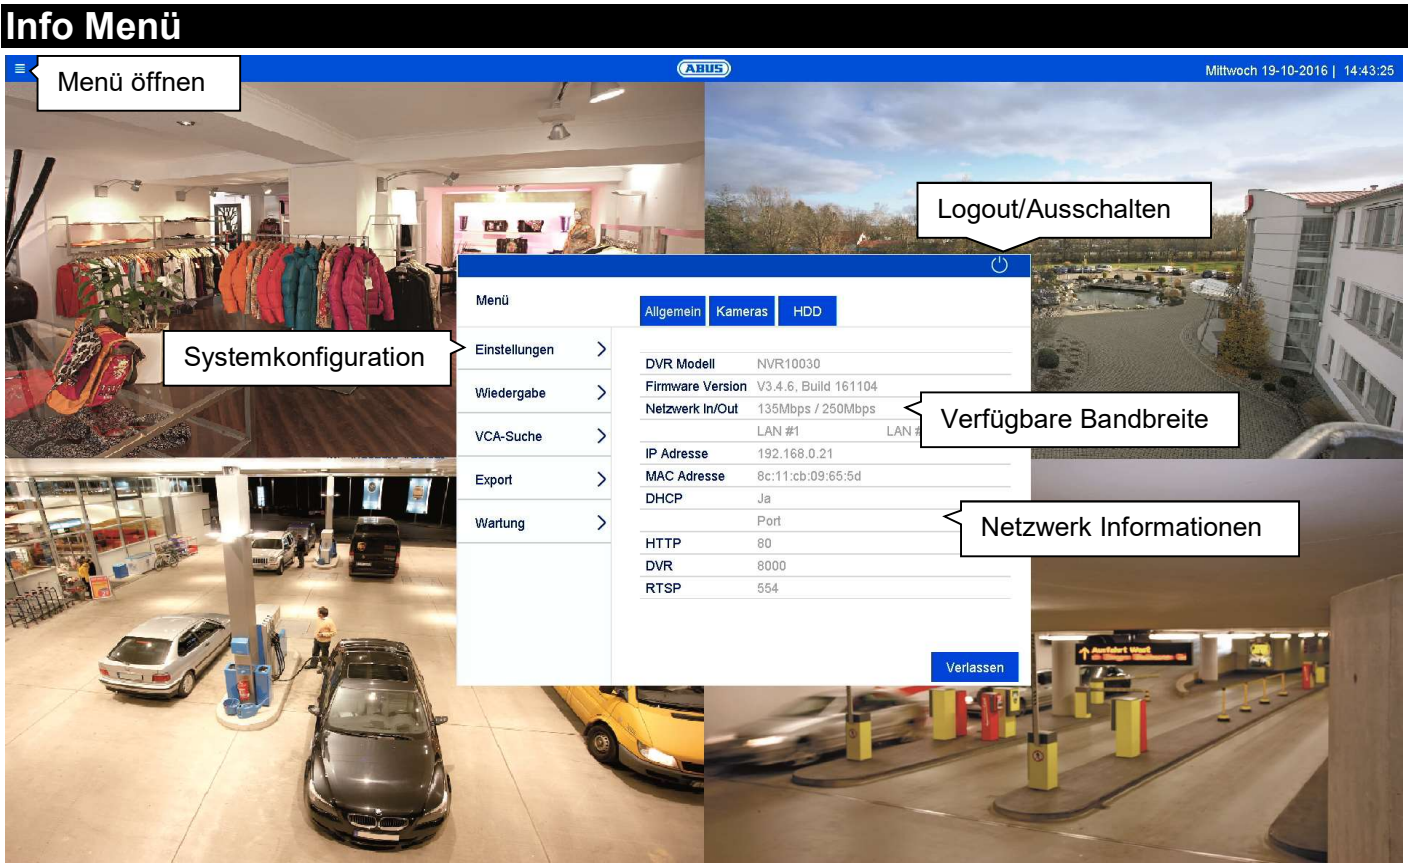 Info Menü
Menü öffnen
ABUS
Mittwoch 19-10-2016 | 14:43:25
Logout/Ausschalten
Menü
Allgemein Kameras HDD
Systemkonfiguration
Einstellungen
Wiedergabe
VCA-Suche
Export
Wartung
DVR Modell NVR10030
Firmware Version V3.4.6, Build 161104
Netzwerk In/Out 135Mbps / 250Mbps
Verfügbare Bandbreite
LAN #1 LAN #
IP Adresse 192.168.0.21
MAC Adresse 8c:11:cb:09:65:5d
DHCP Ja
Port
Netzwerk Informationen
HTTP 80
DVR 8000
RTSP 554
Verlassen
Ausfahrt West